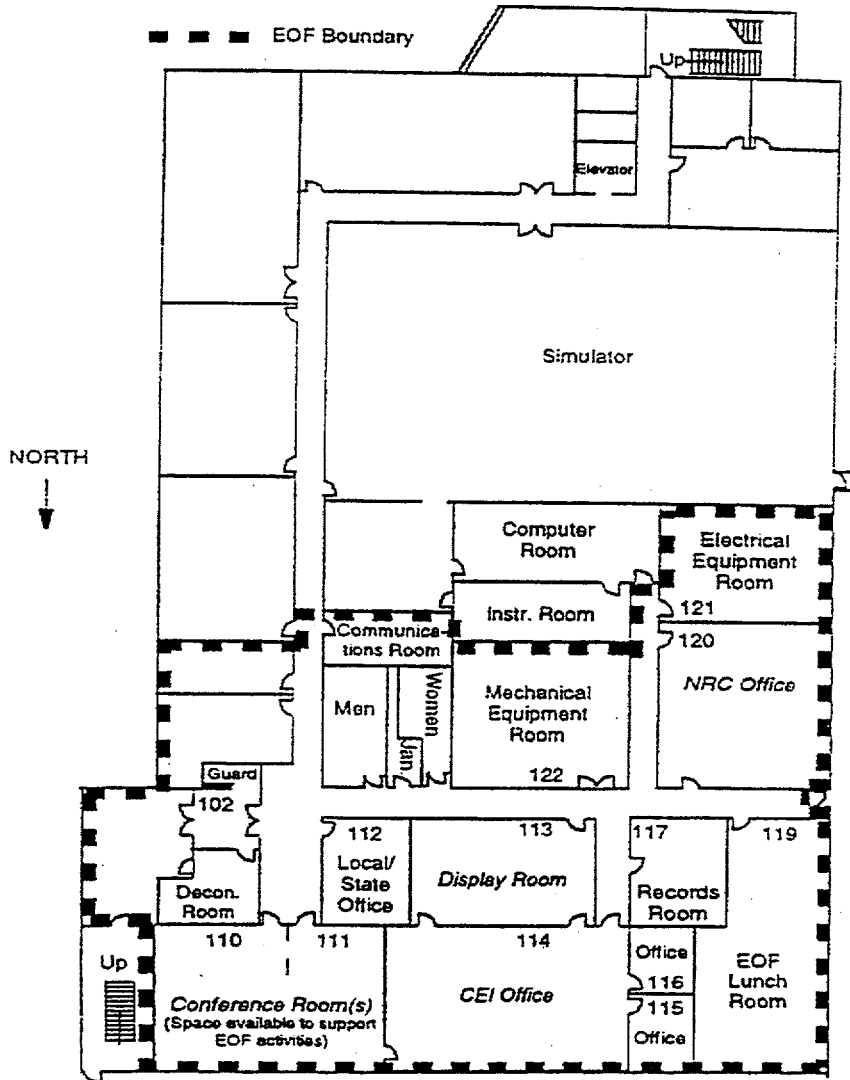 EOF Boundary
Up
Elevator
Simulator
NORTH
Computer
Room
Electrical
Equipment
Room
121
Instr. Room
Communica-
tions Room
120
NRC Office
Men
Women
Jan.
Mechanical
Equipment
Room
122
Guard
102
112
Local/
State
Office
113
Display Room
117
Records
Room
119
EOF
Lunch
Room
Decon.
Room
110
111
114
Up
Conference Room(s)
(Space available to support
EOF activities)
CEI Office
Office
116
115
Office